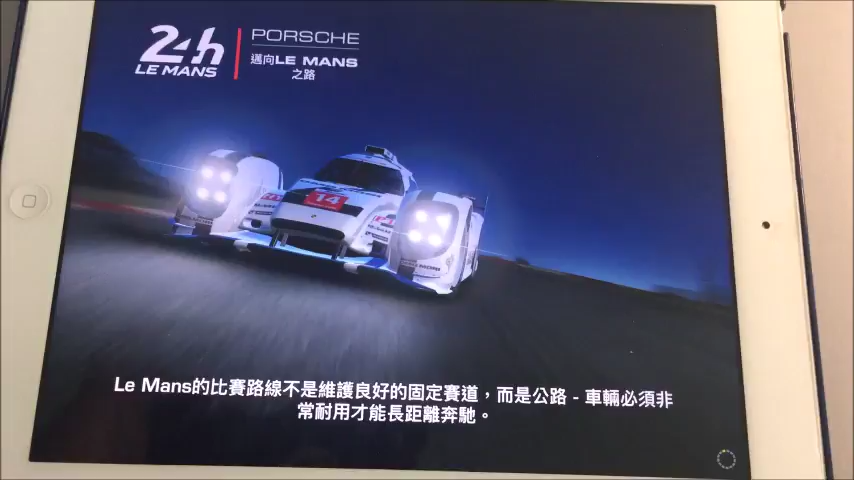 24h
LE MANS
PORSCHE
邁向LE MANS
之路
14
Le Mans的比賽路線不是維護良好的固定賽道，而是公路 - 車輛必須非
常耐用才能長距離奔馳。